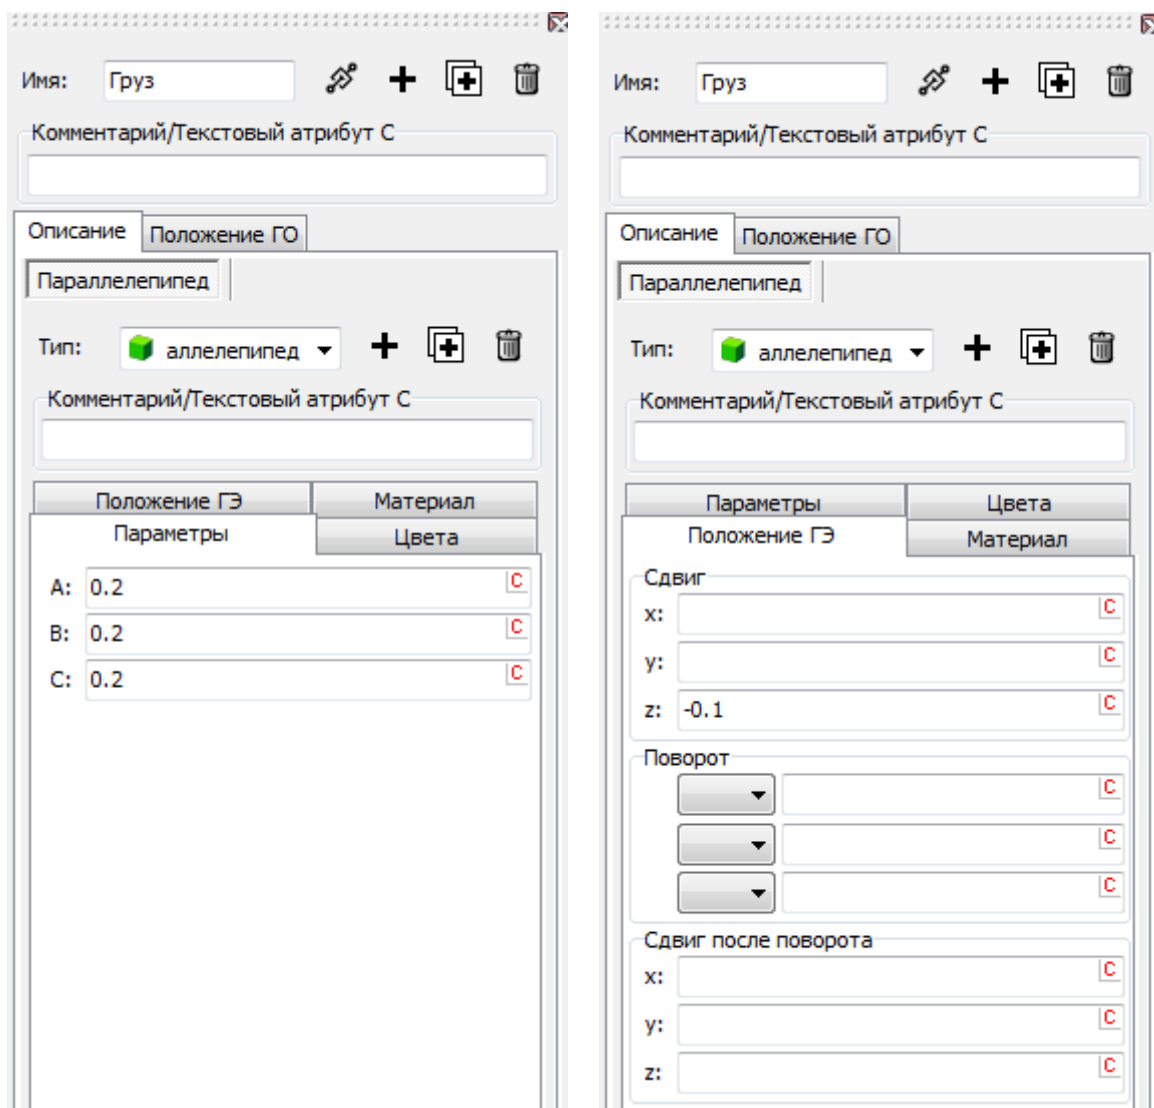 Имя: Груз
Комментарий/Текстовый атрибут C
Описание Положение ГО
Параллелепипед
Тип: аллелепипед
Комментарий/Текстовый атрибут C
Положение ГЭ Материал
Параметры Цвета
A: 0.2 C
B: 0.2 C
C: 0.2 C
Имя: Груз
Комментарий/Текстовый атрибут C
Описание Положение ГО
Параллелепипед
Тип: аллелепипед
Комментарий/Текстовый атрибут C
Параметры Цвета
Положение ГЭ Материал
Сдвиг
x: C
y: C
z: -0.1 C
Поворот
C
C
C
Сдвиг после поворота
x: C
y: C
z: C